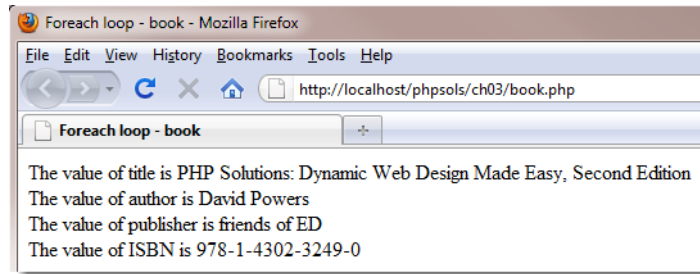 Foreach loop - book - Mozilla Firefox
File Edit View History Bookmarks Tools Help
http://localhost/phpsols/ch03/book.php
Foreach loop - book
The value of title is PHP Solutions: Dynamic Web Design Made Easy, Second Edition
The value of author is David Powers
The value of publisher is friends of ED
The value of ISBN is 978-1-4302-3249-0